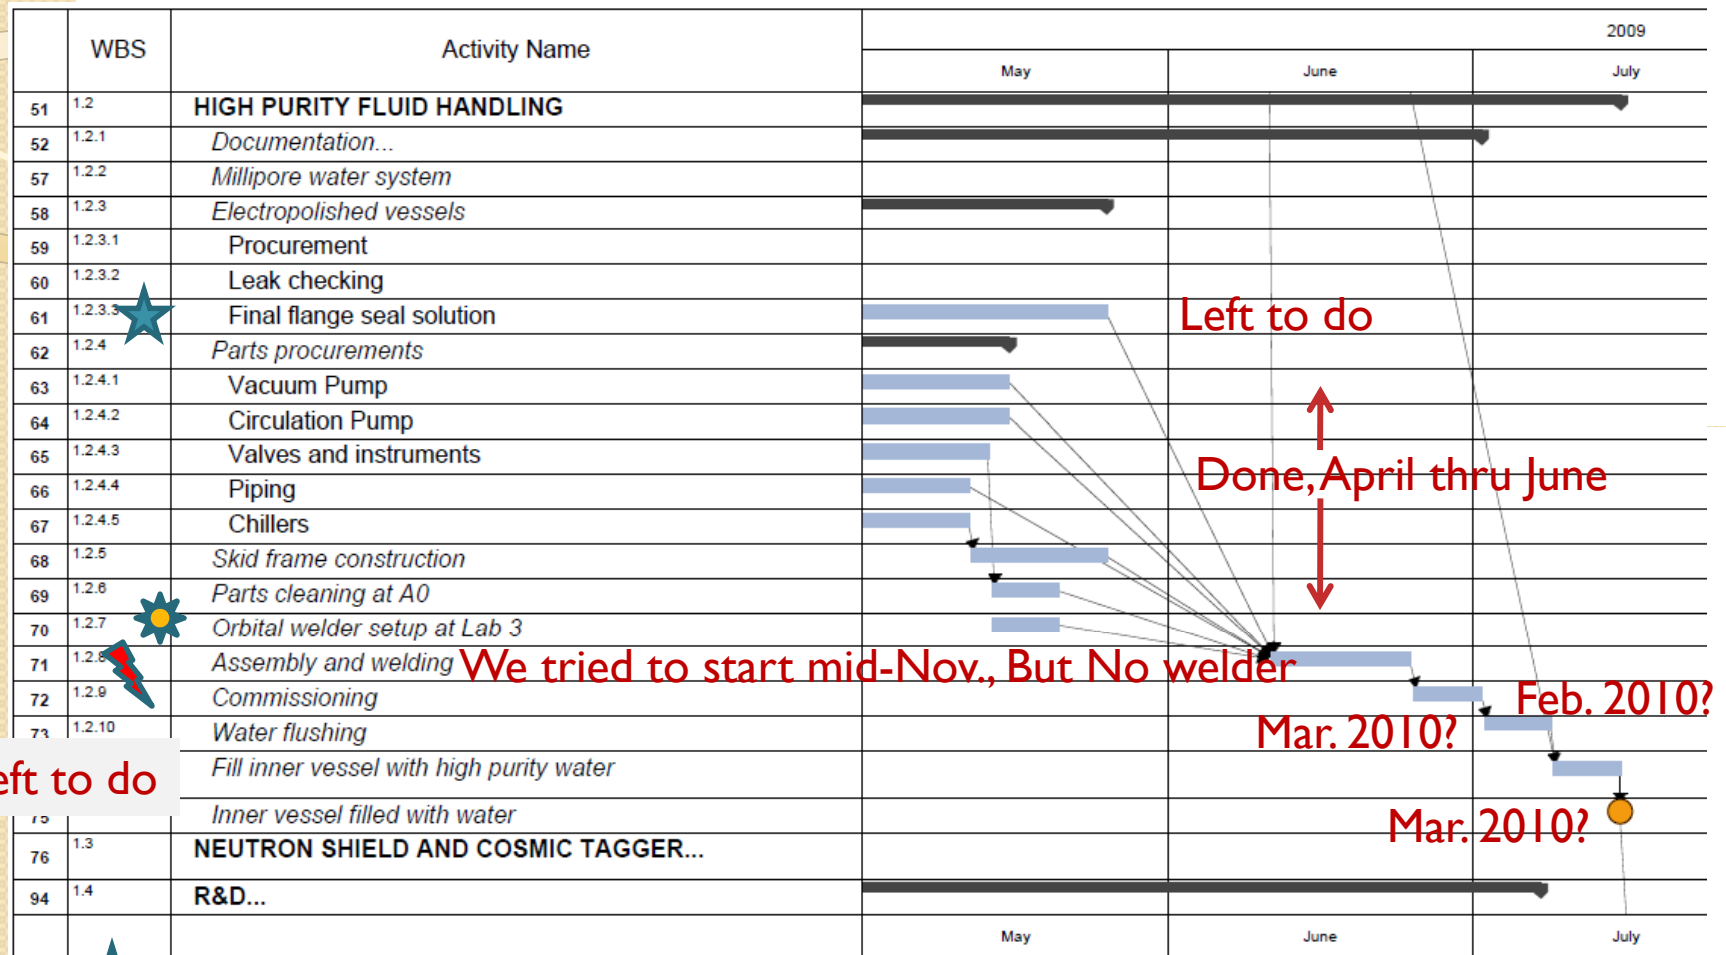 WBS Activity Name 2009
May June July
51 1.2 HIGH PURITY FLUID HANDLING
52 1.2.1 Documentation...
57 1.2.2 Millipore water system
58 1.2.3 Electropolished vessels
59 1.2.3.1 Procurement
60 1.2.3.2 Leak checking
61 1.2.3.3 Final flange seal solution Left to do
62 1.2.4 Parts procurements
63 1.2.4.1 Vacuum Pump
64 1.2.4.2 Circulation Pump
65 1.2.4.3 Valves and instruments
Done, April thru June
66 1.2.4.4 Piping
67 1.2.4.5 Chillers
68 1.2.5 Skid frame construction
69 1.2.6 Parts cleaning at A0
70 1.2.7 Orbital welder setup at Lab 3
71 1.2.8 Assembly and welding We tried to start mid-Nov., But No welder
72 1.2.9 Commissioning Feb. 2010?
73 1.2.10 Water flushing Mar. 2010?
eft to do Fill inner vessel with high purity water
75 Inner vessel filled with water Mar. 2010?
76 1.3 NEUTRON SHIELD AND COSMIC TAGGER...
94 1.4 R&D...
May June July